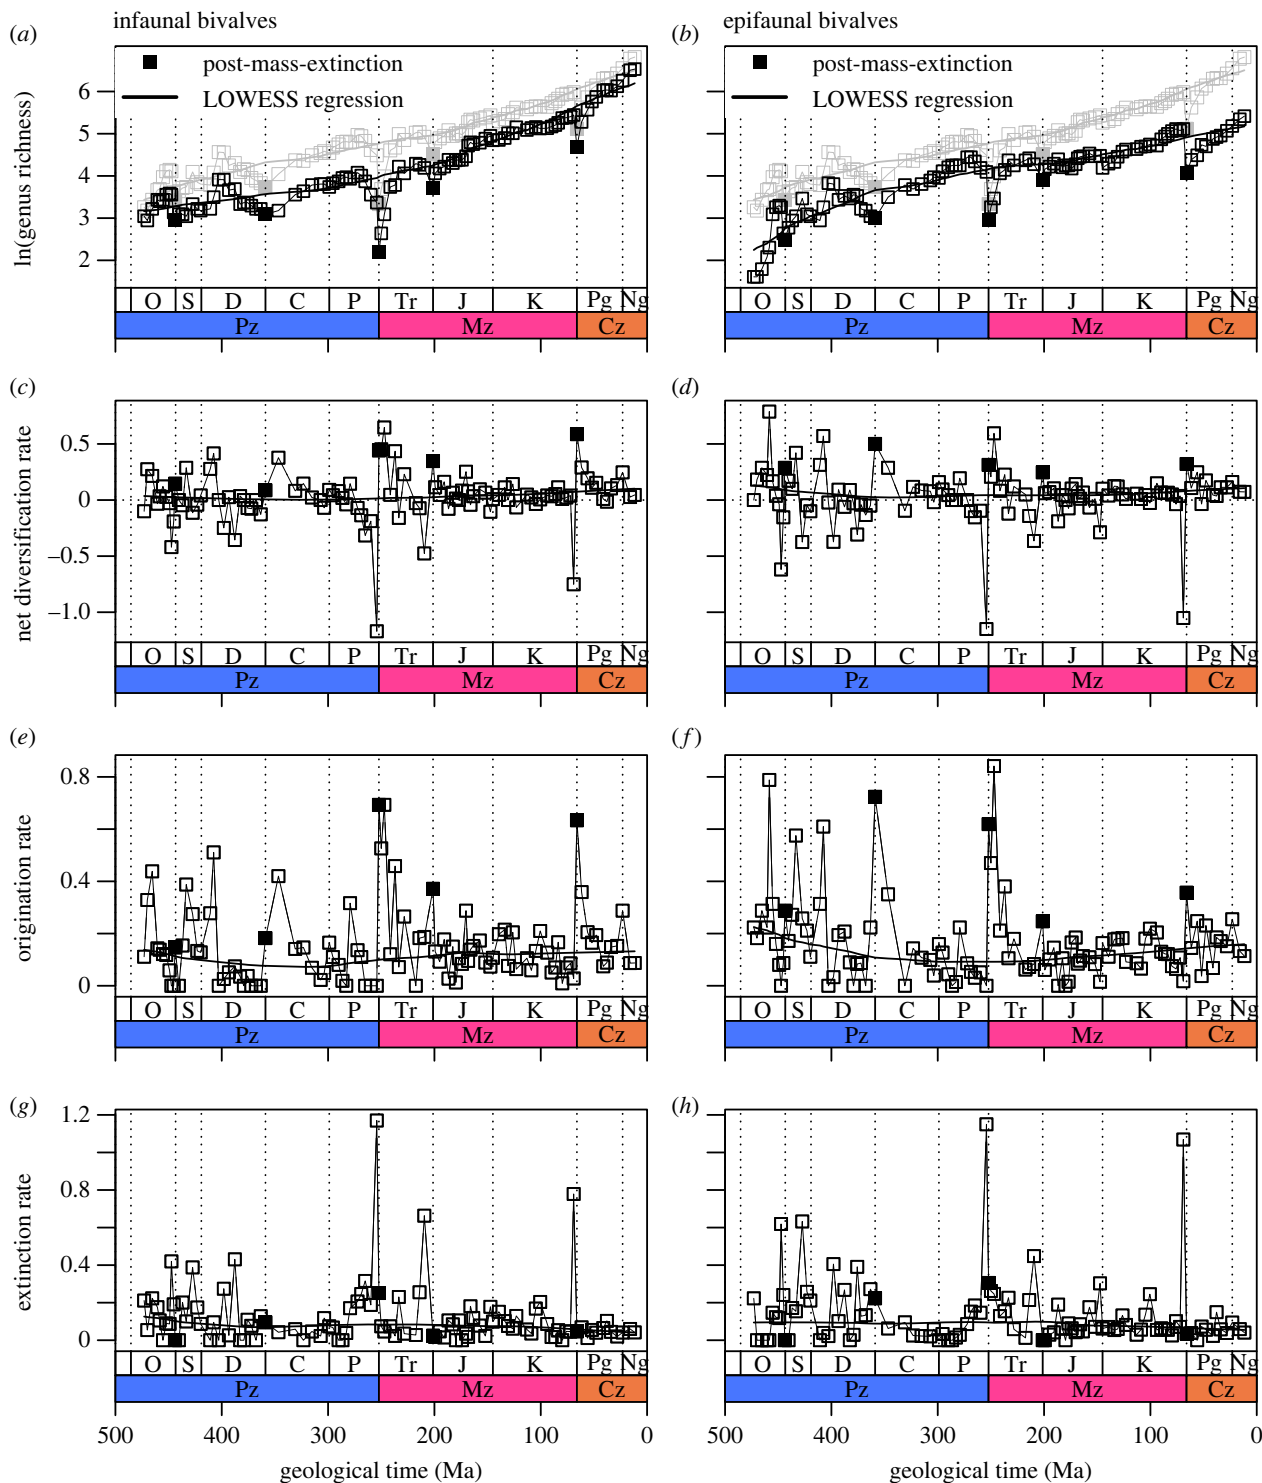 infaunal bivalves
epifaunal bivalves
(a)
(b)
post-mass-extinction
LOWESS regression
post-mass-extinction
LOWESS regression
ln(genus richness)
6
5
4
3
2
O S D C P Tr J K Pg Ng
Pz Mz Cz
O S D C P Tr J K Pg Ng
Pz Mz Cz
(c)
(d)
net diversification rate
0.5
0
–0.5
–1.0
O S D C P Tr J K Pg Ng
Pz Mz Cz
O S D C P Tr J K Pg Ng
Pz Mz Cz
(e)
(f)
origination rate
0.8
0.4
0
O S D C P Tr J K Pg Ng
Pz Mz Cz
O S D C P Tr J K Pg Ng
Pz Mz Cz
(g)
(h)
extinction rate
1.2
0.8
0.4
0
O S D C P Tr J K Pg Ng
Pz Mz Cz
O S D C P Tr J K Pg Ng
Pz Mz Cz
500 400 300 200 100 0
500 400 300 200 100 0
geological time (Ma)
geological time (Ma)